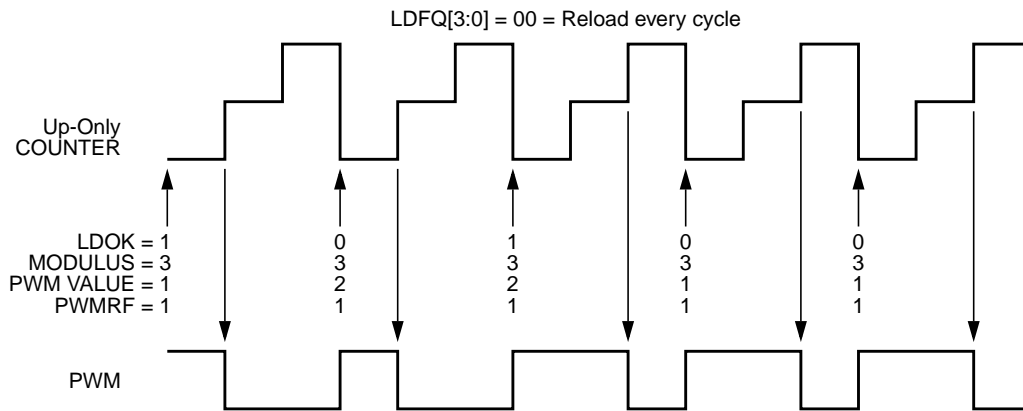 LDFQ[3:0] = 00 = Reload every cycle
Up-Only
COUNTER
LDOK = 1 0 1 0 0
MODULUS = 3 3 3 3 3
PWM VALUE = 1 2 2 1 1
PWMRF = 1 1 1 1 1
PWM